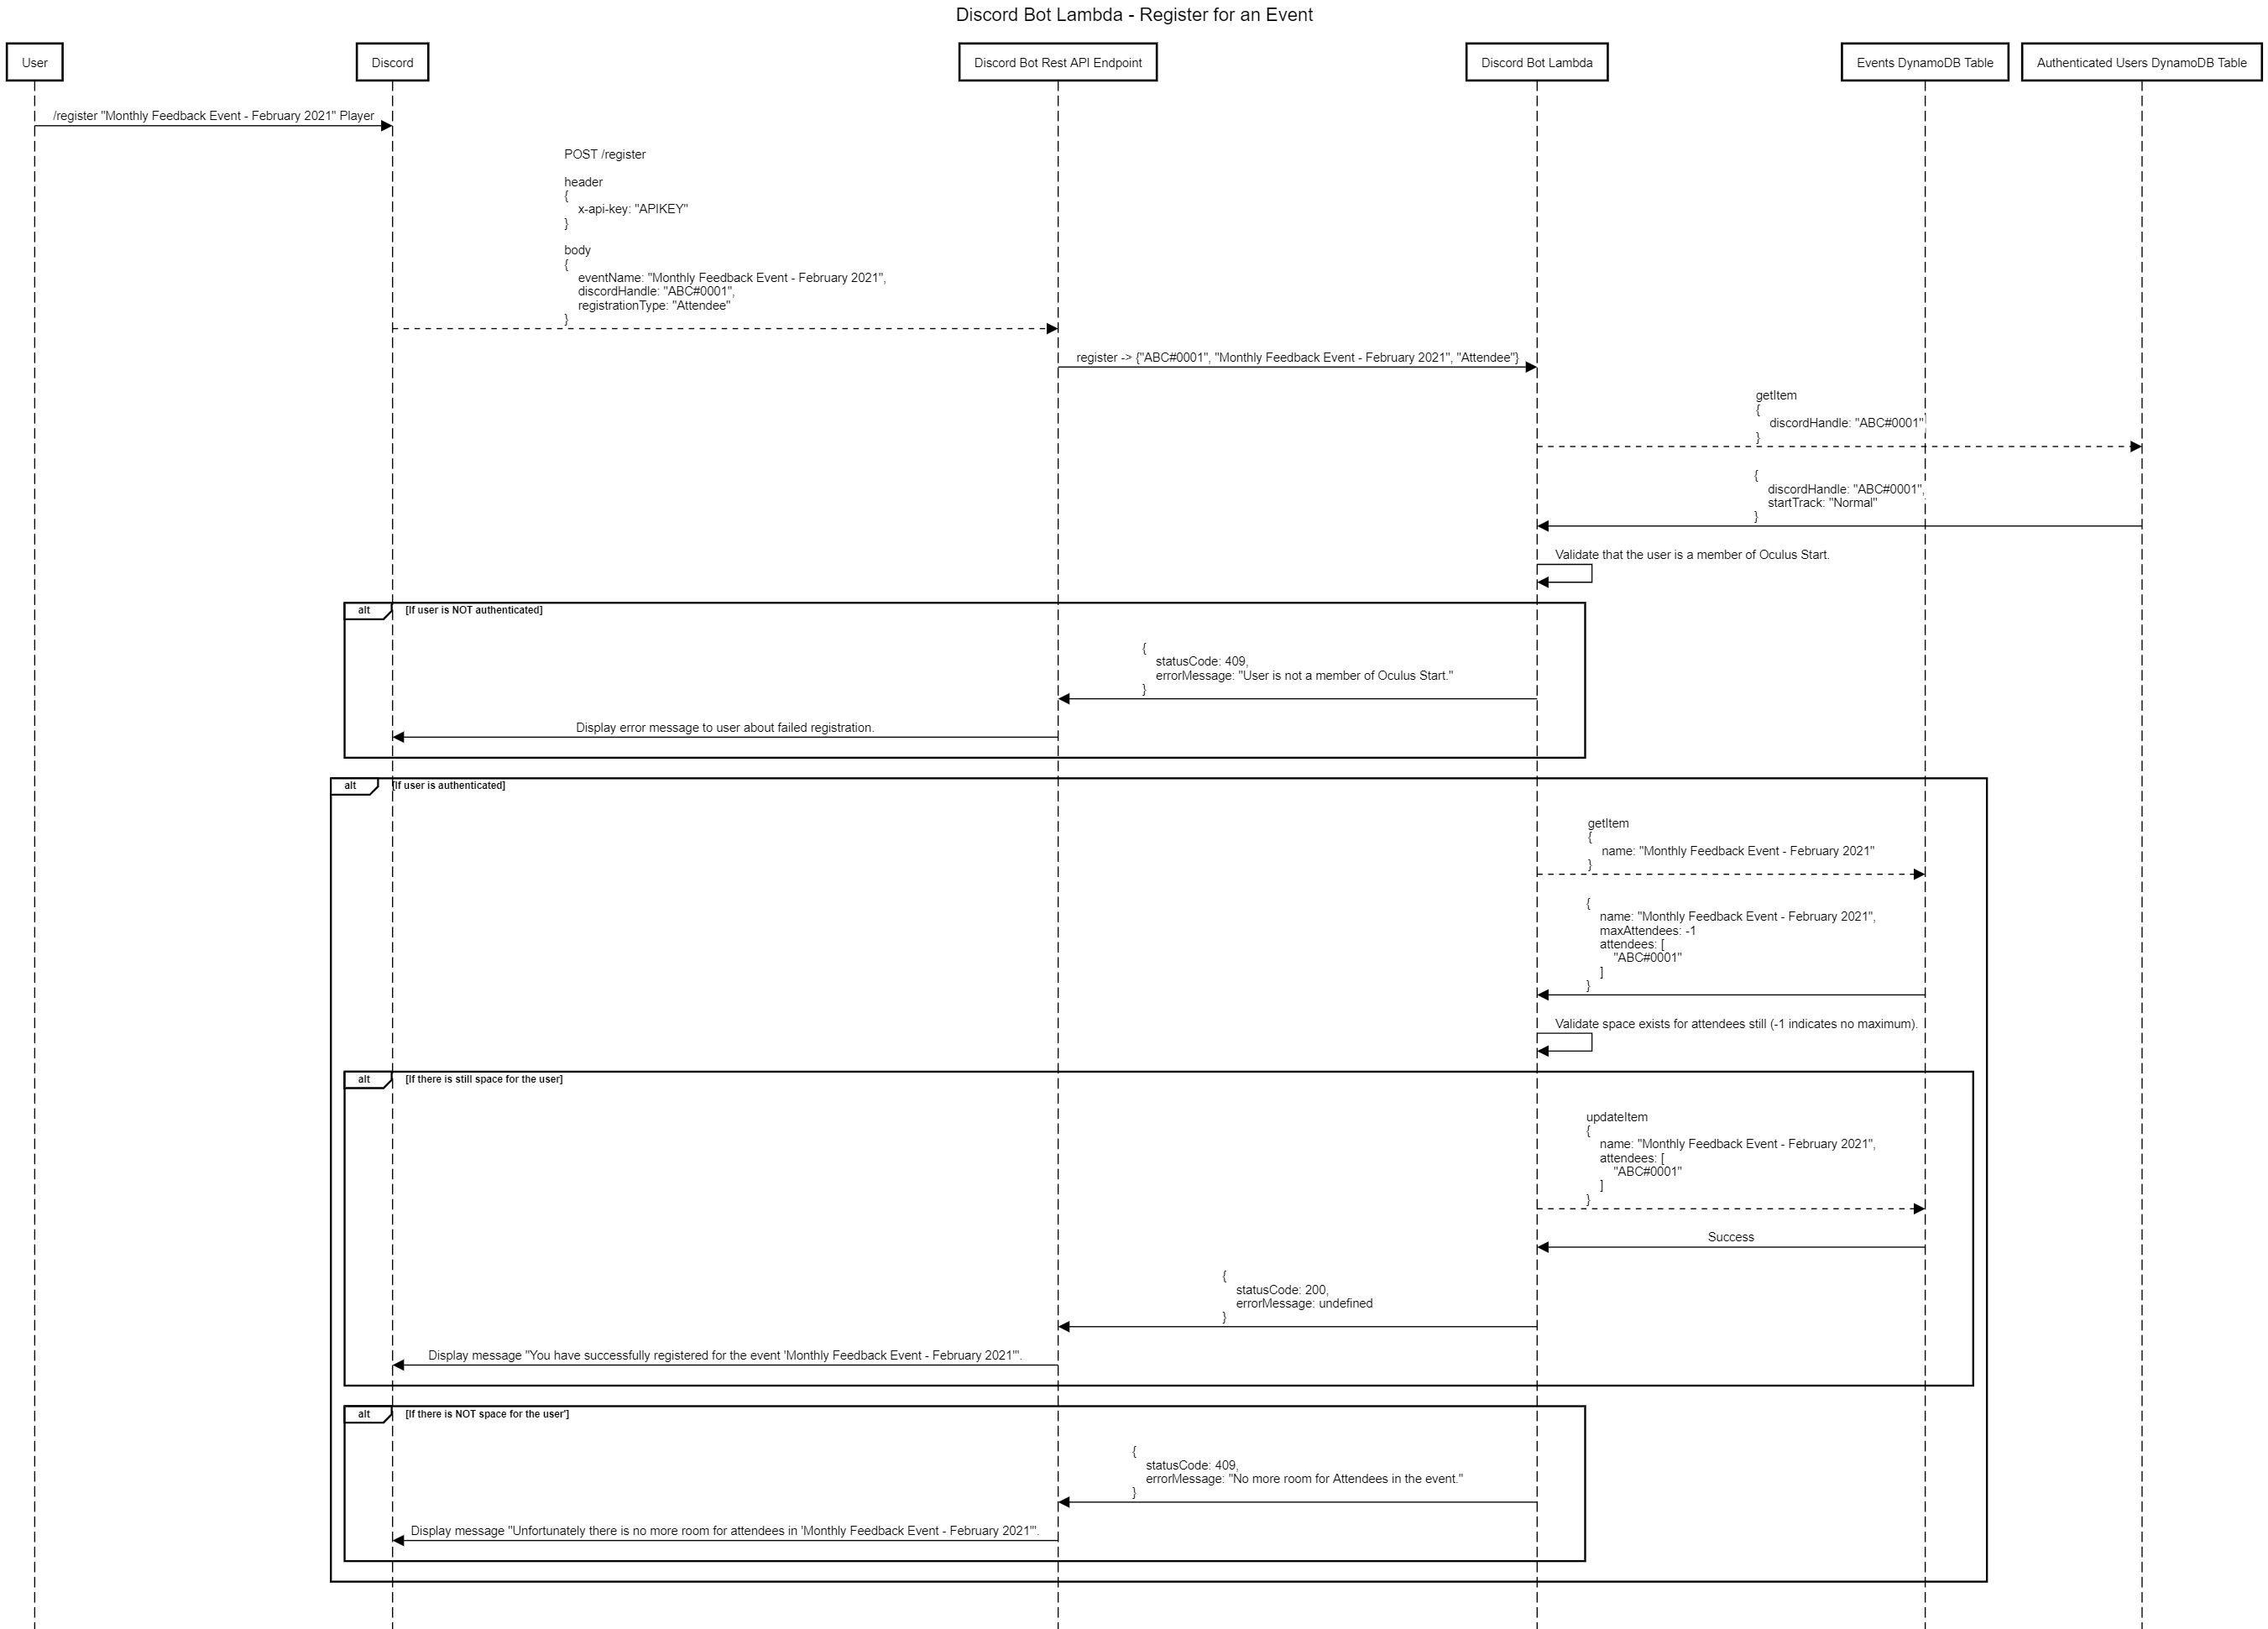 Discord Bot Lambda - Register for an Event
User
Discord
Discord Bot Rest API Endpoint
Discord Bot Lambda
Events DynamoDB Table
Authenticated Users DynamoDB Table
/register "Monthly Feedback Event - February 2021" Player
POST /register
header
{
x-api-key: "APIKEY"
}
body
{
eventName: "Monthly Feedback Event - February 2021",
discordHandle: "ABC#0001",
registrationType: "Attendee"
}
register -> {"ABC#0001", "Monthly Feedback Event - February 2021", "Attendee"}
getItem
{
discordHandle: "ABC#0001"
}
{
discordHandle: "ABC#0001",
startTrack: "Normal"
}
Validate that the user is a member of Oculus Start.
alt
[If user is NOT authenticated]
{
statusCode: 409,
errorMessage: "User is not a member of Oculus Start."
}
Display error message to user about failed registration.
alt
[If user is authenticated]
getItem
{
name: "Monthly Feedback Event - February 2021"
}
{
name: "Monthly Feedback Event - February 2021",
maxAttendees: -1
attendees: [
"ABC#0001"
]
}
Validate space exists for attendees still (-1 indicates no maximum).
alt
[If there is still space for the user]
updateItem
{
name: "Monthly Feedback Event - February 2021",
attendees: [
"ABC#0001"
]
}
Success
{
statusCode: 200,
errorMessage: undefined
}
Display message "You have successfully registered for the event 'Monthly Feedback Event - February 2021'".
alt
[If there is NOT space for the user']
{
statusCode: 409,
errorMessage: "No more room for Attendees in the event."
}
Display message "Unfortunately there is no more room for attendees in 'Monthly Feedback Event - February 2021'".